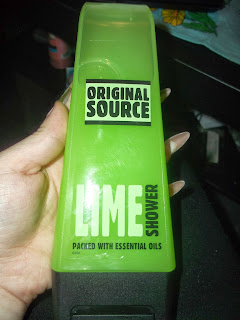 ORIGINAL
SOURCE
LIME
SHOWER
PACKED WITH ESSENTIAL OILS